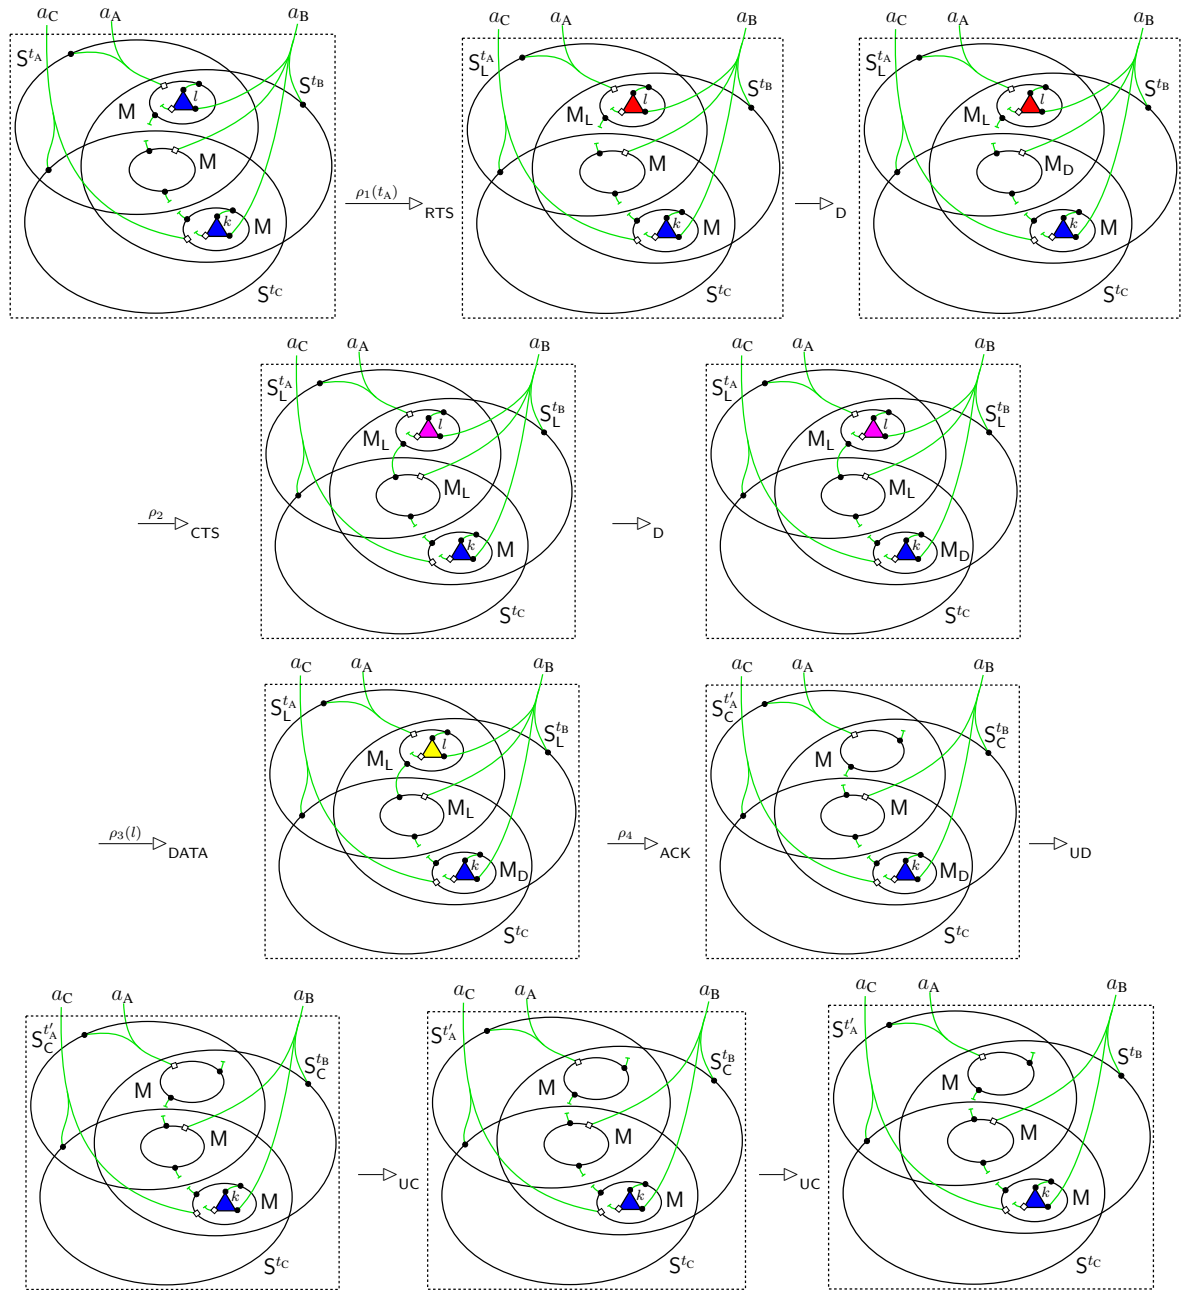 a_C a_A a_B a_C a_A a_B a_C a_A a_B
S^{t_A} S^{t_B} M l M k M S^{t_C}
ρ_1(t_A) RTS
S_L^{t_A} S^{t_B} M_L l M k M S^{t_C}
D
S_L^{t_A} S^{t_B} M_L l M_D k M S^{t_C}
a_C a_A a_B a_C a_A a_B
ρ_2 CTS
S_L^{t_A} S_L^{t_B} M_L l M_L k M S^{t_C}
D
S_L^{t_A} S_L^{t_B} M_L l M_L k M_D S^{t_C}
a_C a_A a_B a_C a_A a_B
ρ_3(l) DATA
S_L^{t_A} S_L^{t_B} M_L l M_L k M_D S^{t_C}
ρ_4 ACK
S_C^{t'_A} S_C^{t_B} M M k M_D S^{t_C}
UD
a_C a_A a_B a_C a_A a_B a_C a_A a_B
S_C^{t'_A} S_C^{t_B} M M k M S^{t_C}
UC
S^{t'_A} S_C^{t_B} M M k M S^{t_C}
UC
S^{t'_A} S^{t_B} M M k M S^{t_C}